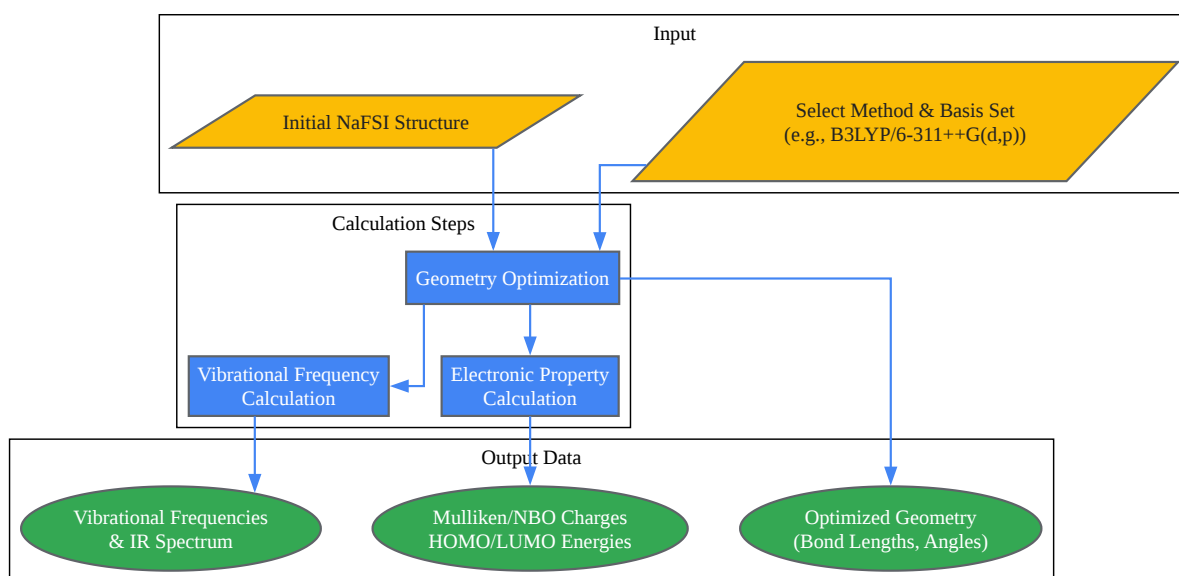 Input
Initial NaFSI Structure
Select Method & Basis Set
(e.g., B3LYP/6-311++G(d,p))
Calculation Steps
Geometry Optimization
Vibrational Frequency
Calculation
Electronic Property
Calculation
Output Data
Vibrational Frequencies
& IR Spectrum
Mulliken/NBO Charges
HOMO/LUMO Energies
Optimized Geometry
(Bond Lengths, Angles)